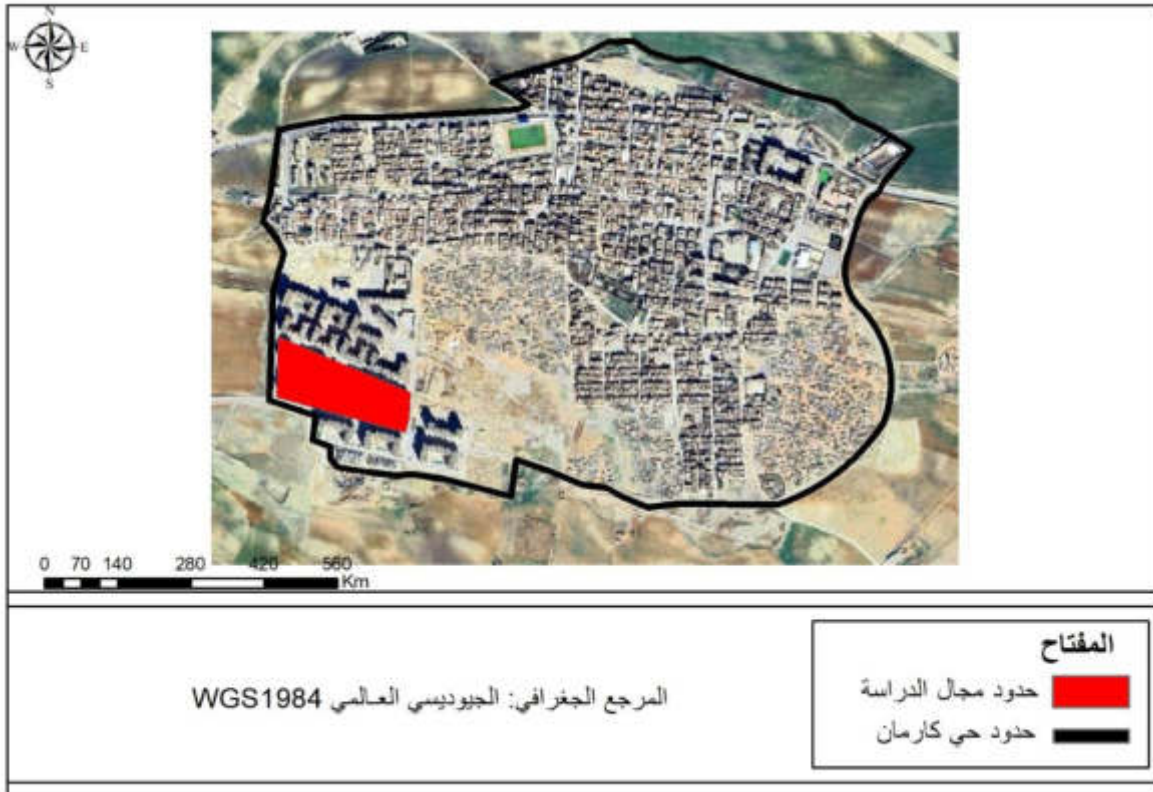 N
W E
S
0 70 140 280 420 560
Km
المفتاح
حدود مجال الدراسة
حدود حي كارمان
المرجع الجغرافي: الجيوديسي العالمي WGS1984